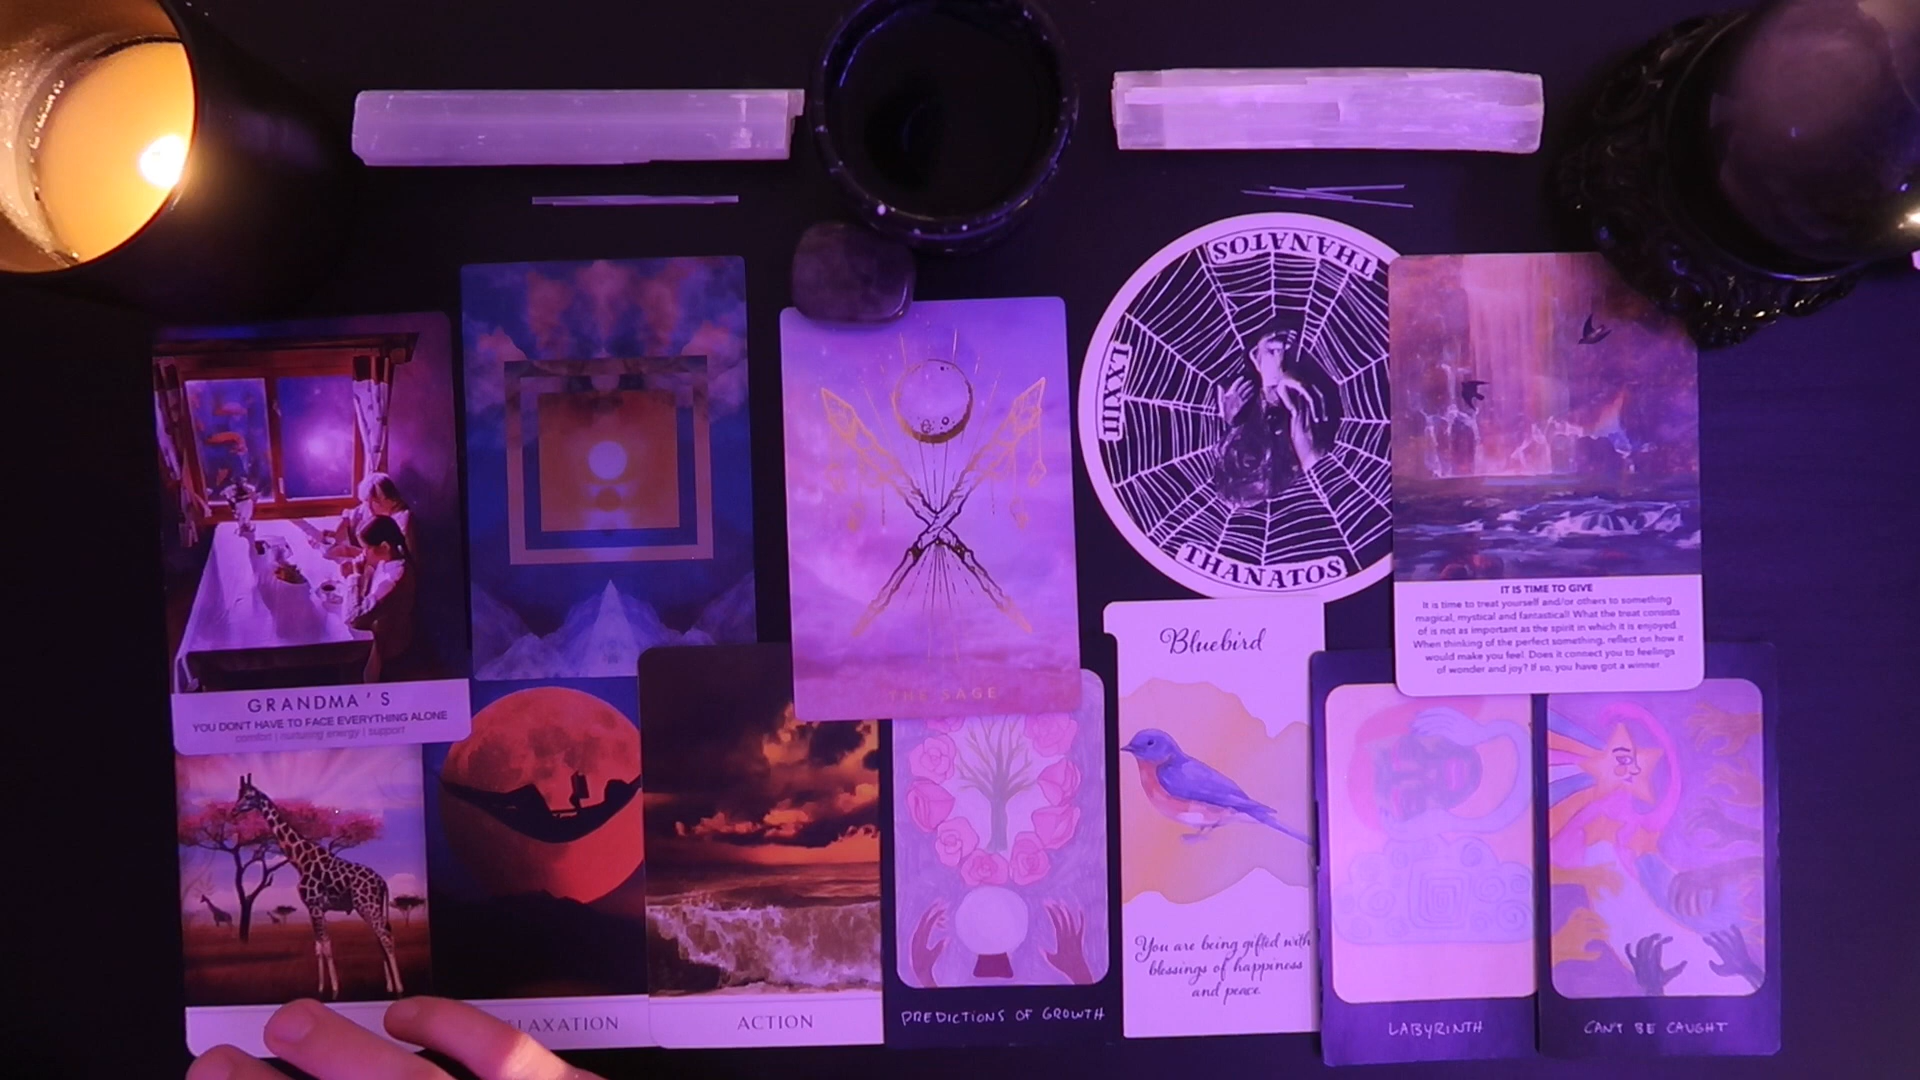 THANATOS
LXXIII
THANATOS
GRANDMA'S
YOU DON'T HAVE TO FACE EVERYTHING ALONE
comfort | nurturing energy | support
THE SAGE
IT IS TIME TO GIVE
It is time to treat yourself and/or others to something
magical, mystical and fantastical! What the treat consists
of is not as important as the spirit in which it is enjoyed.
When thinking of the perfect something, reflect on how it
would make you feel. Does it connect you to feelings
of wonder and joy? If so, you have got a winner
Bluebird
You are being gifted with
blessings of happiness
and peace.
LAXATION
ACTION
PREDICTIONS OF GROWTH
LABYRINTH
CAN'T BE CAUGHT